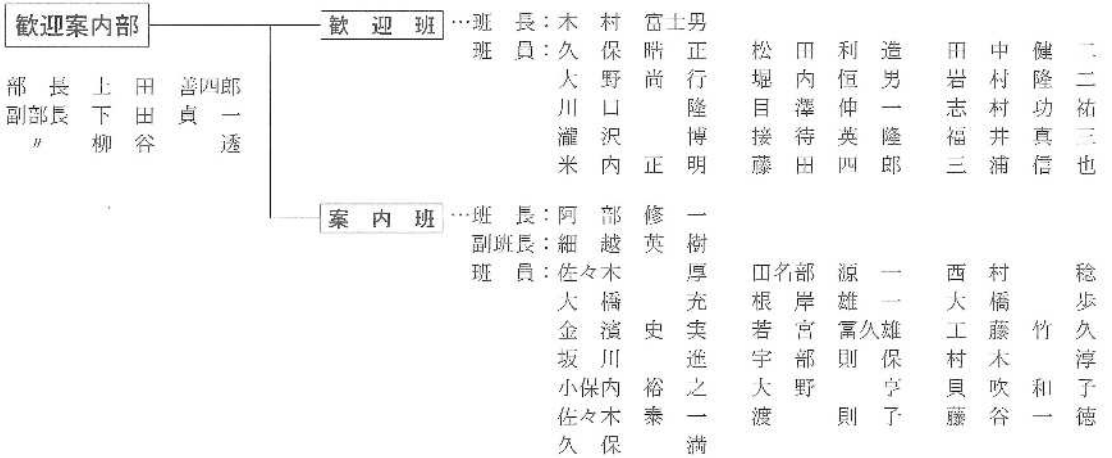 歓迎案内部
部長 上田 善四郎
副部長 下田 貞一
〃 柳谷 透
歓迎班…班長：木村 富士男
班員：久保晧正 松田利造 田中健二
大野尚行 堀内恒男 岩村隆二
川口 隆 目澤伸一 志村功祐
瀧沢 博 接待英隆 福井真三
米内正明 藤田四郎 三浦信也
案内班…班長：阿部修一
副班長：細越英樹
班員：佐々木 厚 田名部源一 西村 稔
大橋 充 根岸雄一 大橋 歩
金濱史実 若宮冨久雄 工藤竹久
坂川 進 宇部則保 村木 淳
小保内裕之 大野 亨 貝吹和子
佐々木泰一 渡 則子 藤谷一徳
久保 満